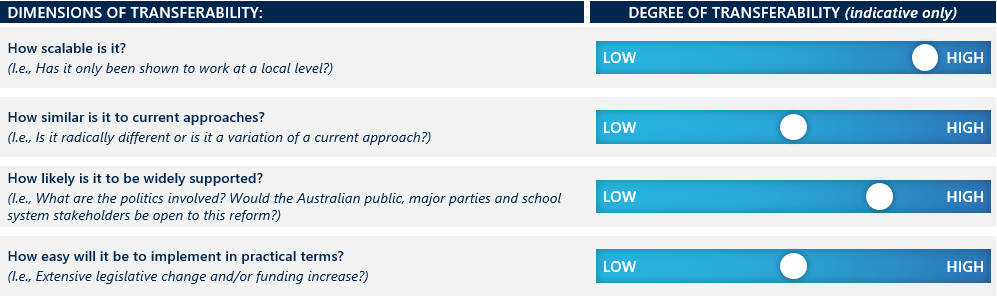 DIMENSIONS OF TRANSFERABILITY:
DEGREE OF TRANSFERABILITY (indicative only)
How scalable is it?
(I.e., Has it only been shown to work at a local level?)
LOW
HIGH
How similar is it to current approaches?
(I.e., Is it radically different or is it a variation of a current approach?)
LOW
HIGH
How likely is it to be widely supported?
(I.e., What are the politics involved? Would the Australian public, major parties and school
system stakeholders be open to this reform?)
LOW
HIGH
How easy will it be to implement in practical terms?
(I.e., Extensive legislative change and/or funding increase?)
LOW
HIGH